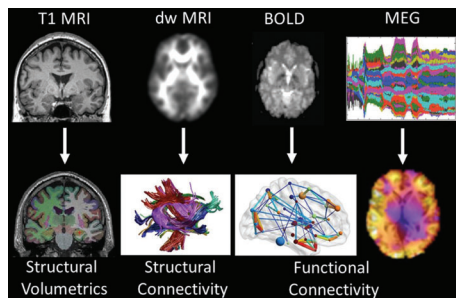 T1 MRI
dw MRI
BOLD
MEG
Structural
Volumetrics
Structural
Connectivity
Functional
Connectivity